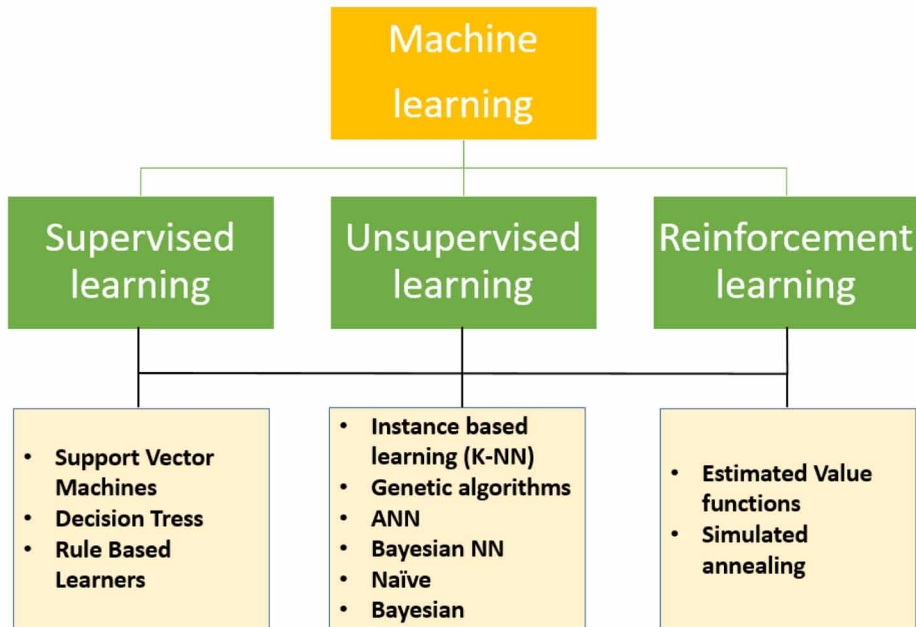 Machine
learning
Supervised
learning
Unsupervised
learning
Reinforcement
learning
• Support Vector
Machines
• Decision Tress
• Rule Based
Learners
• Instance based
learning (K-NN)
• Genetic algorithms
• ANN
• Bayesian NN
• Naïve
• Bayesian
• Estimated Value
functions
• Simulated
annealing